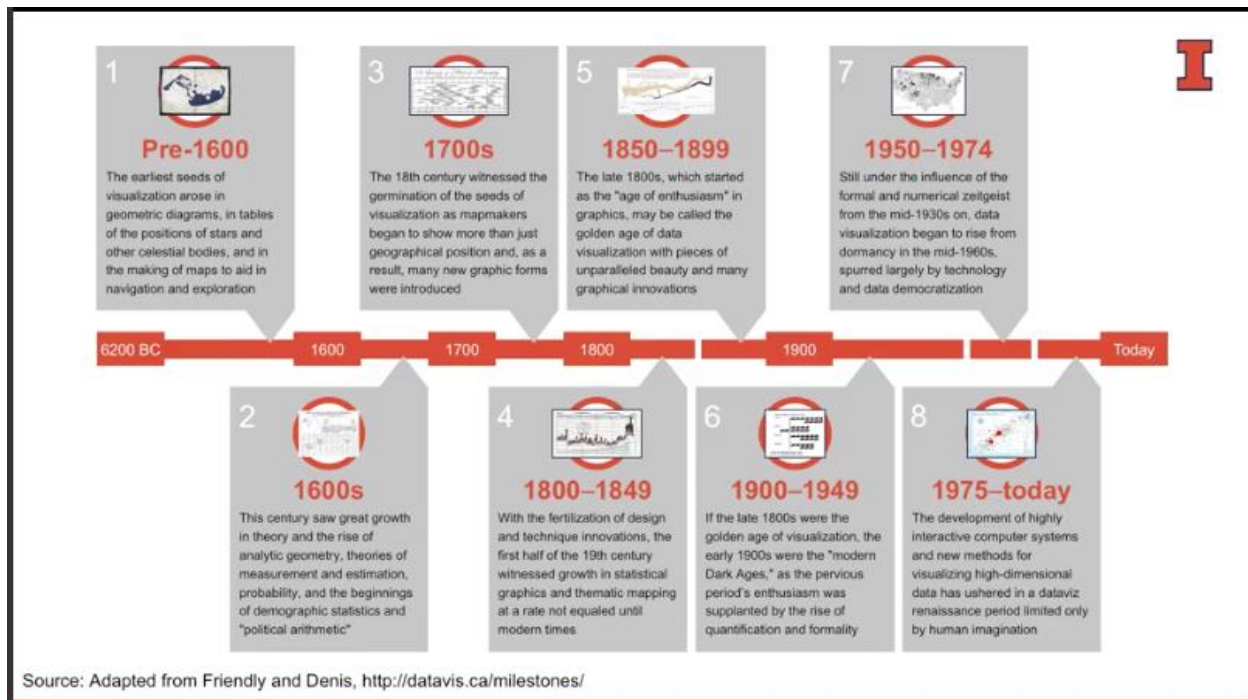 1
Pre-1600
The earliest seeds of
visualization arose in
geometric diagrams, in tables
of the positions of stars and
other celestial bodies, and in
the making of maps to aid in
navigation and exploration
3
1700s
The 18th century witnessed the
germination of the seeds of
visualization as mapmakers
began to show more than just
geographical position and, as a
result, many new graphic forms
were introduced
5
1850–1899
The late 1800s, which started
as the "age of enthusiasm" in
graphics, may be called the
golden age of data
visualization with pieces of
unparalleled beauty and many
graphical innovations
7
1950–1974
Still under the influence of the
formal and numerical zeitgeist
from the mid-1930s on, data
visualization began to rise from
dormancy in the mid-1960s,
spurred largely by technology
and data democratization
I
6200 BC 1600 1700 1800 1900 Today
2
1600s
This century saw great growth
in theory and the rise of
analytic geometry, theories of
measurement and estimation,
probability, and the beginnings
of demographic statistics and
"political arithmetic"
4
1800–1849
With the fertilization of design
and technique innovations, the
first half of the 19th century
witnessed growth in statistical
graphics and thematic mapping
at a rate not equaled until
modern times
6
1900–1949
If the late 1800s were the
golden age of visualization, the
early 1900s were the "modern
Dark Ages," as the pervious
period's enthusiasm was
supplanted by the rise of
quantification and formality
8
1975–today
The development of highly
interactive computer systems
and new methods for
visualizing high-dimensional
data has ushered in a dataviz
renaissance period limited only
by human imagination
Source: Adapted from Friendly and Denis, http://datavis.ca/milestones/